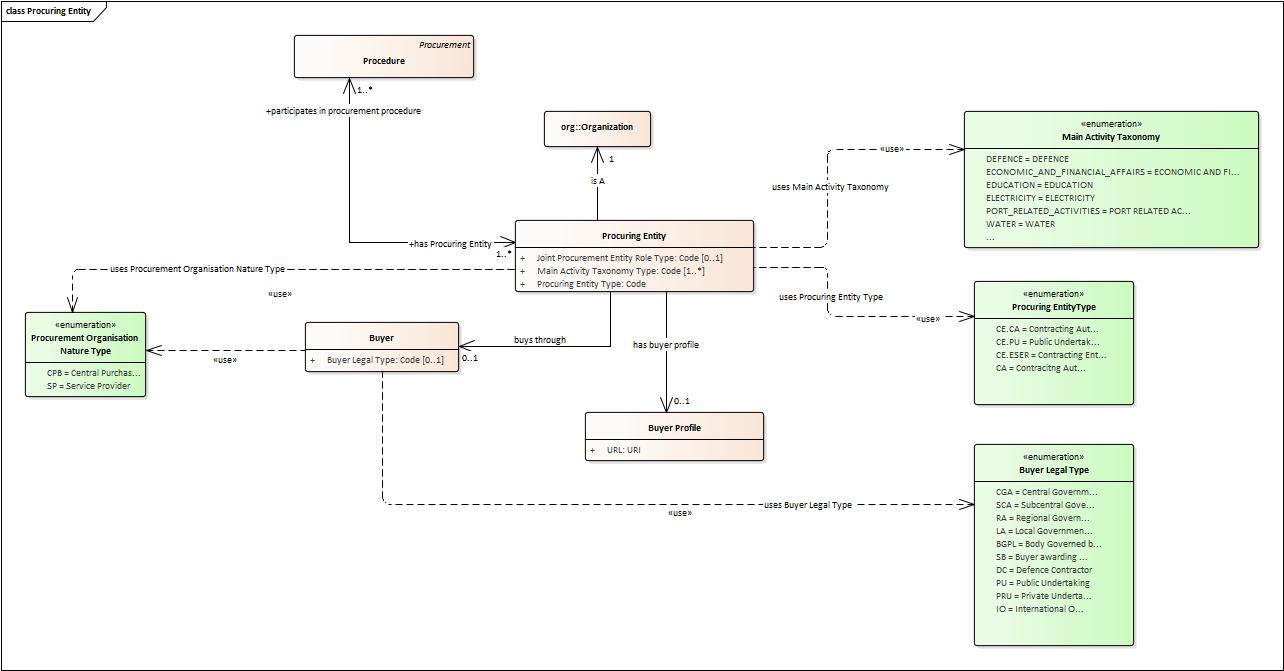 class Procuring Entity
Procurement
Procedure
1..*
+participates in procurement procedure
org::Organization
1
is A
«enumeration»
Main Activity Taxonomy
DEFENCE = DEFENCE
ECONOMIC_AND_FINANCIAL_AFFAIRS = ECONOMIC AND FI...
EDUCATION = EDUCATION
ELECTRICITY = ELECTRICITY
PORT_RELATED_ACTIVITIES = PORT RELATED AC...
WATER = WATER
...
«use»
uses Main Activity Taxonomy
+has Procuring Entity
1..*
Procuring Entity
+ Joint Procurement Entity Role Type: Code [0..1]
+ Main Activity Taxonomy Type: Code [1..*]
+ Procuring Entity Type: Code
uses Procurement Organisation Nature Type
«use»
uses Procuring Entity Type
«use»
«enumeration»
Procuring EntityType
CE.CA = Contracting Aut...
CE.PU = Public Undertak...
CE.ESER = Contracting Ent...
CA = Contracitng Aut...
«enumeration»
Procurement Organisation
Nature Type
CPB = Central Purchas...
SP = Service Provider
«use»
Buyer
+ Buyer Legal Type: Code [0..1]
buys through
0..1
has buyer profile
0..1
Buyer Profile
+ URL: URI
uses Buyer Legal Type
«use»
«enumeration»
Buyer Legal Type
CGA = Central Governm...
SCA = Subcentral Gove...
RA = Regional Govern...
LA = Local Governmen...
BGPL = Body Governed b...
SB = Buyer awarding ...
DC = Defence Contractor
PU = Public Undertaking
PRU = Private Underta...
IO = International O...